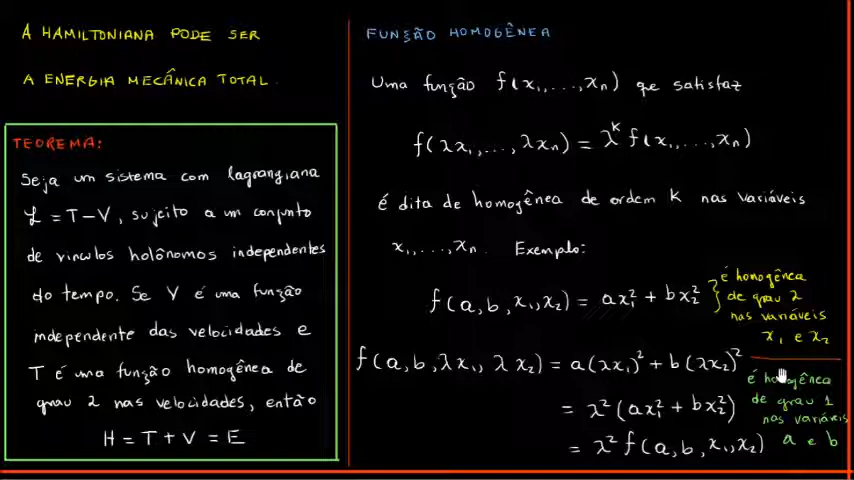 A HAMILTONIANA PODE SER
A ENERGIA MECÂNICA TOTAL.
TEOREMA:
Seja um sistema com lagrangiana
ℒ = T - V, sujeito a um conjunto
de vínculos holônomos independentes
do tempo. Se V é uma função
independente das velocidades e
T é uma função homogênea de
grau 2 nas velocidades, então
H = T + V = E
FUNÇÃO HOMOGÊNEA
Uma função f(x₁,...,xₙ) que satisfaz
f(λx₁,...,λxₙ) = λᴷ f(x₁,...,xₙ)
é dita de homogênea de ordem K nas variáveis
x₁,...,xₙ. Exemplo:
f(a,b,x₁,x₂) = ax₁² + bx₂²
é homogênea
de grau 2
nas variáveis
x₁ e x₂
f(a,b,λx₁,λx₂) = a(λx₁)² + b(λx₂)²
= λ²(ax₁² + bx₂²)
= λ² f(a,b,x₁,x₂)
é homogênea
de grau 1
nas variáveis
a e b